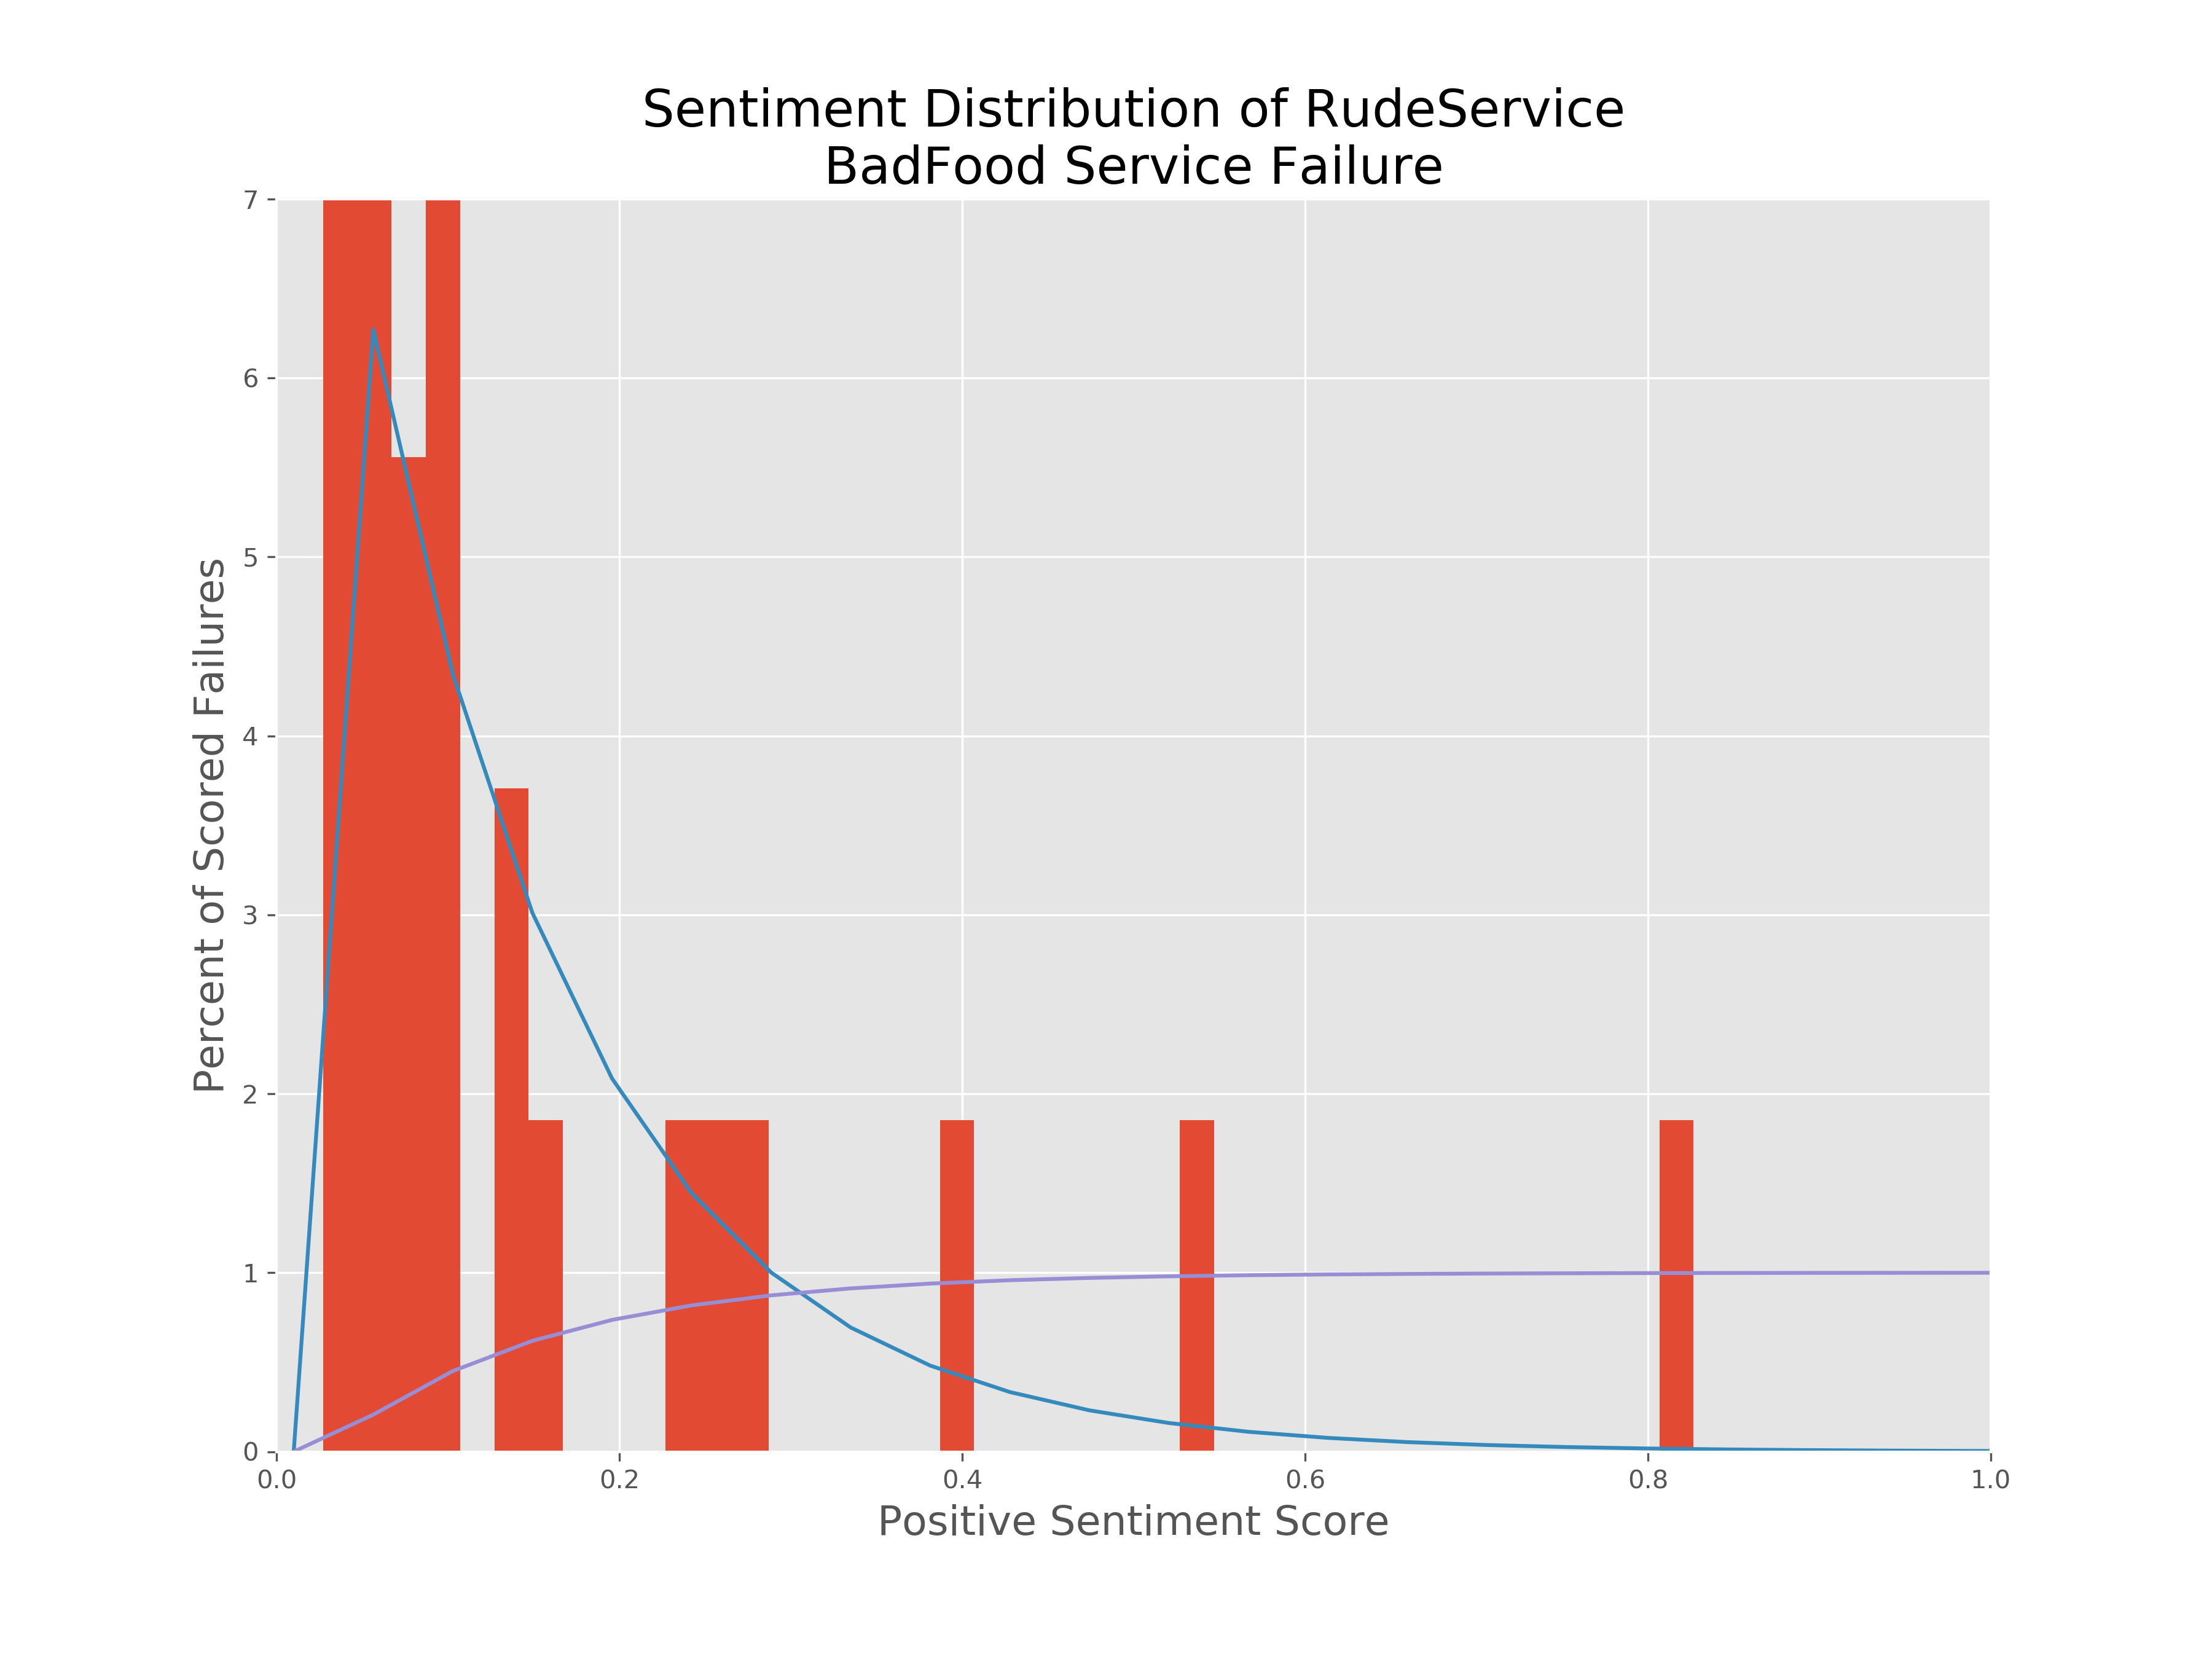 Sentiment Distribution of RudeService
BadFood Service Failure
7
6
5
4
3
2
1
0
Percent of Scored Failures
0.0 0.2 0.4 0.6 0.8 1.0
Positive Sentiment Score